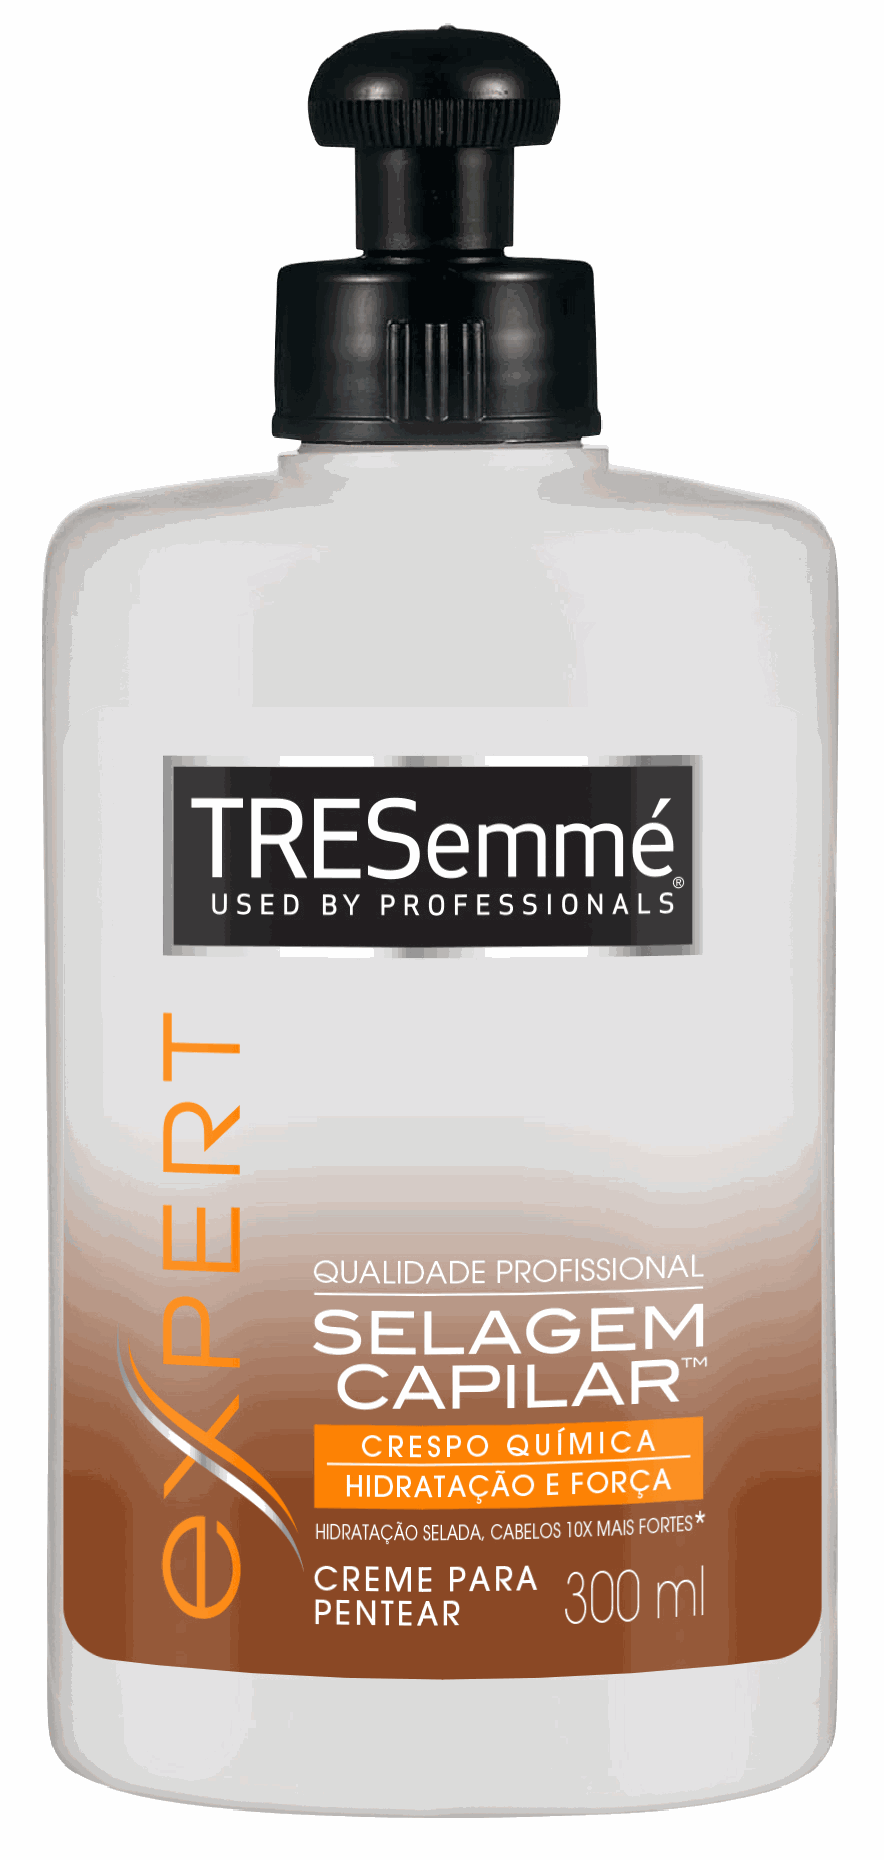 TRESemmé®
USED BY PROFESSIONALS
eXPERT
QUALIDADE PROFISSIONAL
SELAGEM
CAPILAR™
CRESPO QUÍMICA
HIDRATAÇÃO E FORÇA
HIDRATAÇÃO SELADA, CABELOS 10X MAIS FORTES*
CREME PARA
PENTEAR
300 ml